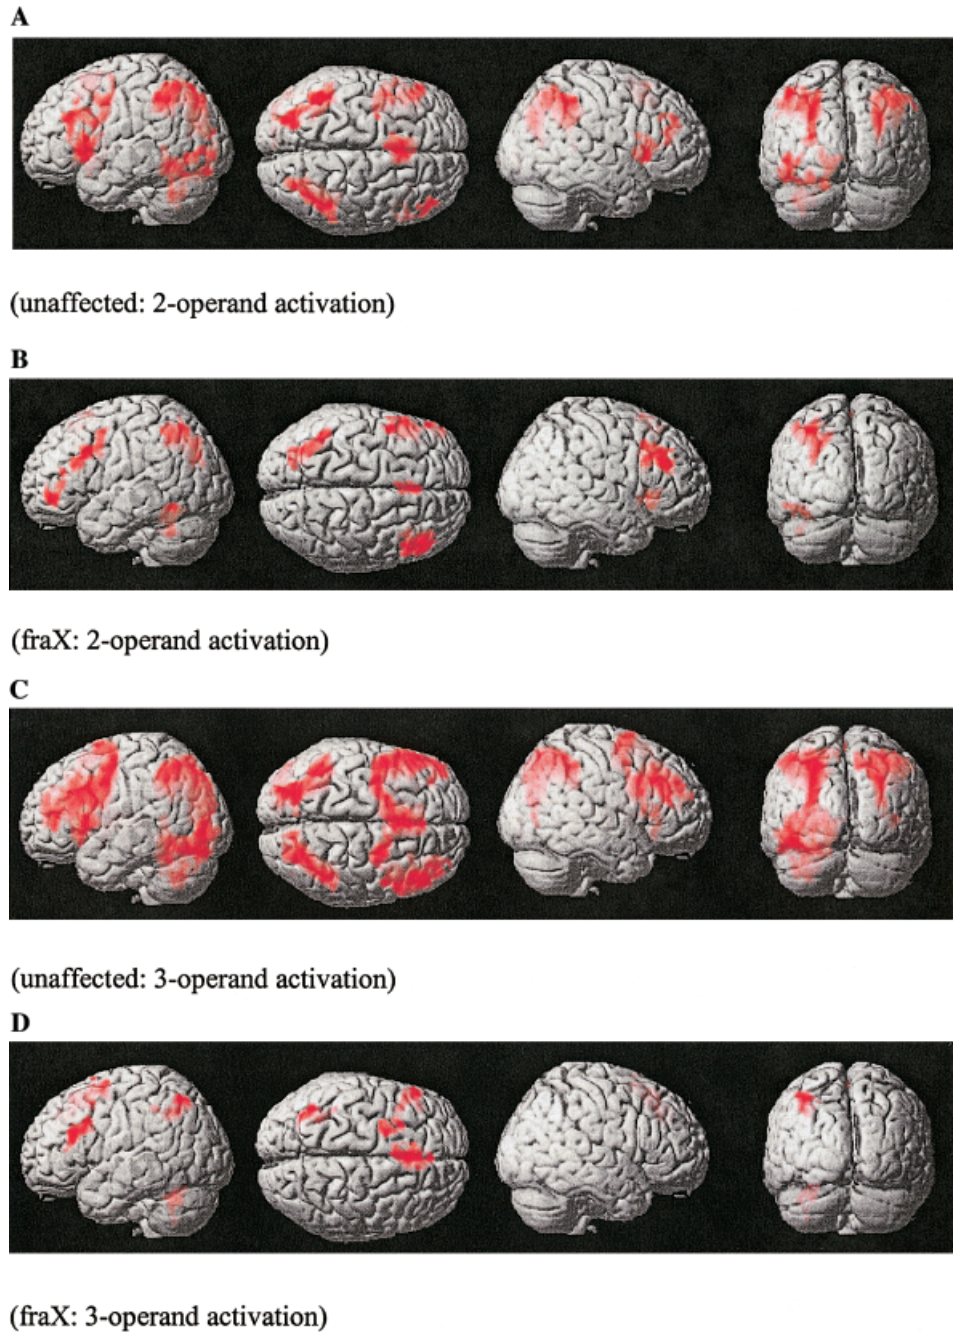 A
(unaffected: 2-operand activation)
B
(fraX: 2-operand activation)
C
(unaffected: 3-operand activation)
D
(fraX: 3-operand activation)